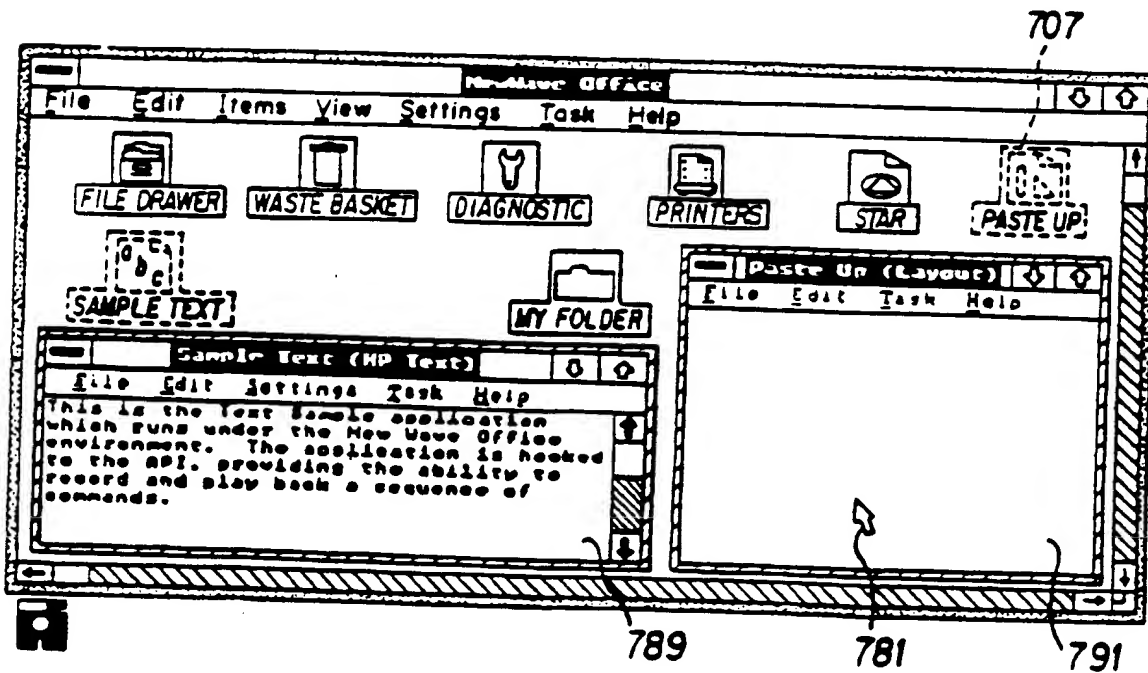 707
NewWave Office
File Edit Items View Settings Task Help
FILE DRAWER WASTE BASKET DIAGNOSTIC PRINTERS STAR PASTE UP
SAMPLE TEXT MY FOLDER
Paste Up (Layout)
File Edit Task Help
Sample Text (HP Text)
File Edit Settings Task Help
This is the Text Sample application
which runs under the New Wave Office
environment. The application is hooked
to the API, providing the ability to
record and play back a sequence of
commands.
a b c c
789 781 791